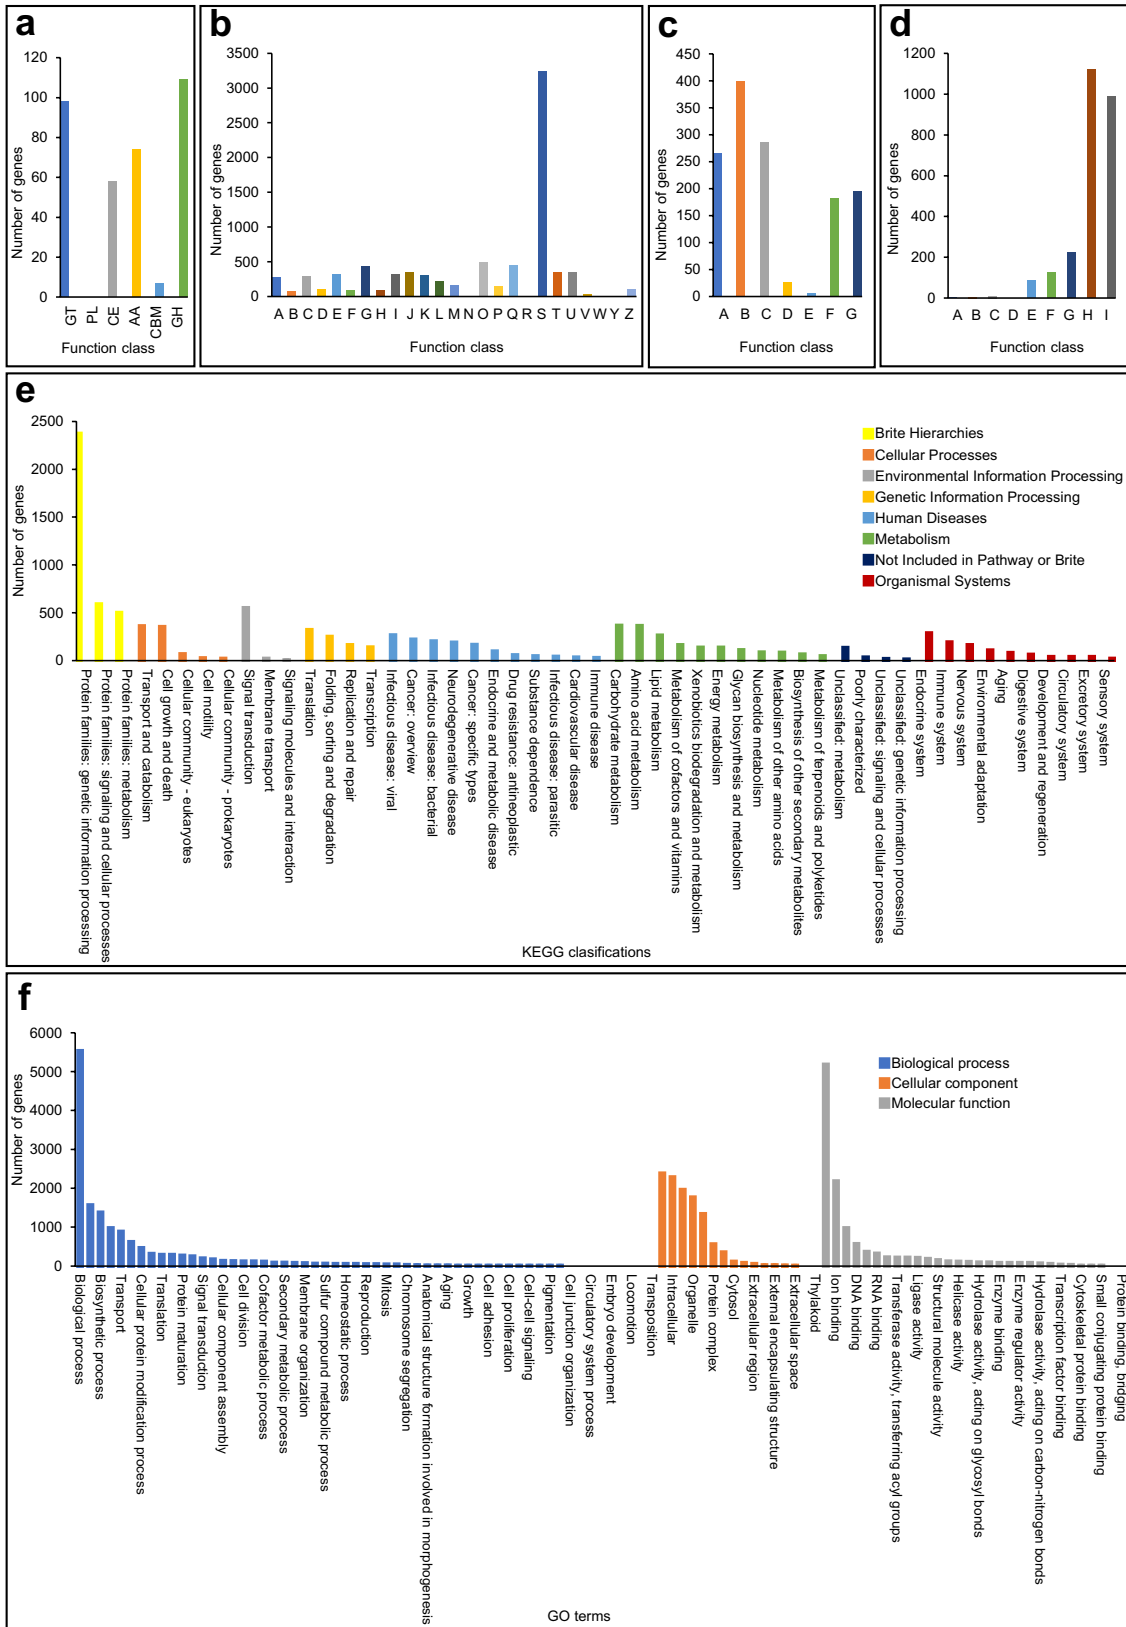 a
120
100
80
60
40
20
0
Number of genes
GT
PL
CE
AA
CBM
GH
Function class
b
3500
3000
2500
2000
1500
1000
500
0
Number of genes
A B C D E F G H I J K L M N O P Q R S T U V W Y Z
Function class
c
450
400
350
300
250
200
150
100
50
0
Number of genes
A B C D E F G
Function class
d
1200
1000
800
600
400
200
0
Number of genes
A B C D E F G H I
Function class
e
2500
2000
1500
1000
500
0
Number of genes
Brite Hierarchies
Cellular Processes
Environmental Information Processing
Genetic Information Processing
Human Diseases
Metabolism
Not Included in Pathway or Brite
Organismal Systems
Protein families: genetic information processing
Protein families: signaling and cellular processes
Protein families: metabolism
Transport and catabolism
Cell growth and death
Cellular community - eukaryotes
Cell motility
Cellular community - prokaryotes
Signal transduction
Membrane transport
Signaling molecules and interaction
Translation
Folding, sorting and degradation
Replication and repair
Transcription
Infectious disease: viral
Cancer: overview
Infectious disease: bacterial
Neurodegenerative disease
Cancer: specific types
Endocrine and metabolic disease
Drug resistance: antineoplastic
Substance dependence
Infectious disease: parasitic
Cardiovascular disease
Immune disease
Carbohydrate metabolism
Amino acid metabolism
Lipid metabolism
Metabolism of cofactors and vitamins
Xenobiotics biodegradation and metabolism
Energy metabolism
Glycan biosynthesis and metabolism
Nucleotide metabolism
Metabolism of other amino acids
Biosynthesis of other secondary metabolites
Metabolism of terpenoids and polyketides
Unclassified: metabolism
Poorly characterized
Unclassified: signaling and cellular processes
Unclassified: genetic information processing
Endocrine system
Immune system
Nervous system
Environmental adaptation
Aging
Digestive system
Development and regeneration
Circulatory system
Excretory system
Sensory system
KEGG clasifications
f
6000
5000
4000
3000
2000
1000
0
Number of genes
Biological process
Cellular component
Molecular function
Biological process
Biosynthetic process
Transport
Cellular protein modification process
Translation
Protein maturation
Signal transduction
Cellular component assembly
Cell division
Cofactor metabolic process
Secondary metabolic process
Membrane organization
Sulfur compound metabolic process
Homeostatic process
Reproduction
Mitosis
Chromosome segregation
Anatomical structure formation involved in morphogenesis
Aging
Growth
Cell adhesion
Cell proliferation
Cell-cell signaling
Pigmentation
Cell junction organization
Circulatory system process
Embryo development
Locomotion
Transposition
Intracellular
Organelle
Protein complex
Cytosol
Extracellular region
External encapsulating structure
Extracellular space
Thylakoid
Ion binding
DNA binding
RNA binding
Transferase activity, transferring acyl groups
Ligase activity
Structural molecule activity
Helicase activity
Hydrolase activity, acting on glycosyl bonds
Enzyme binding
Enzyme regulator activity
Hydrolase activity, acting on carbon-nitrogen bonds
Transcription factor binding
Cytoskeletal protein binding
Small conjugating protein binding
Protein binding, bridging
GO terms